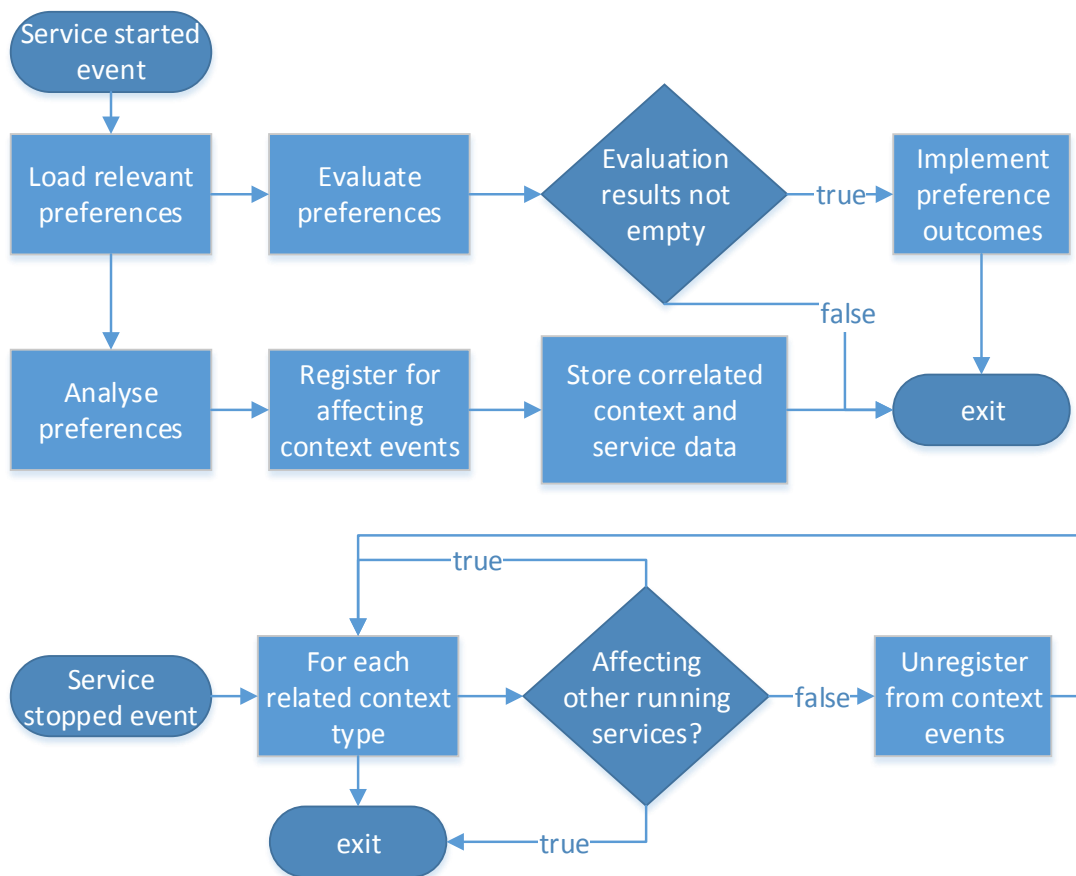 Service started
event
Load relevant
preferences
Evaluate
preferences
Evaluation
results not
empty
true
Implement
preference
outcomes
false
Analyse
preferences
Register for
affecting
context events
Store correlated
context and
service data
exit
true
Service
stopped event
For each
related context
type
Affecting
other running
services?
false
Unregister
from context
events
exit
true